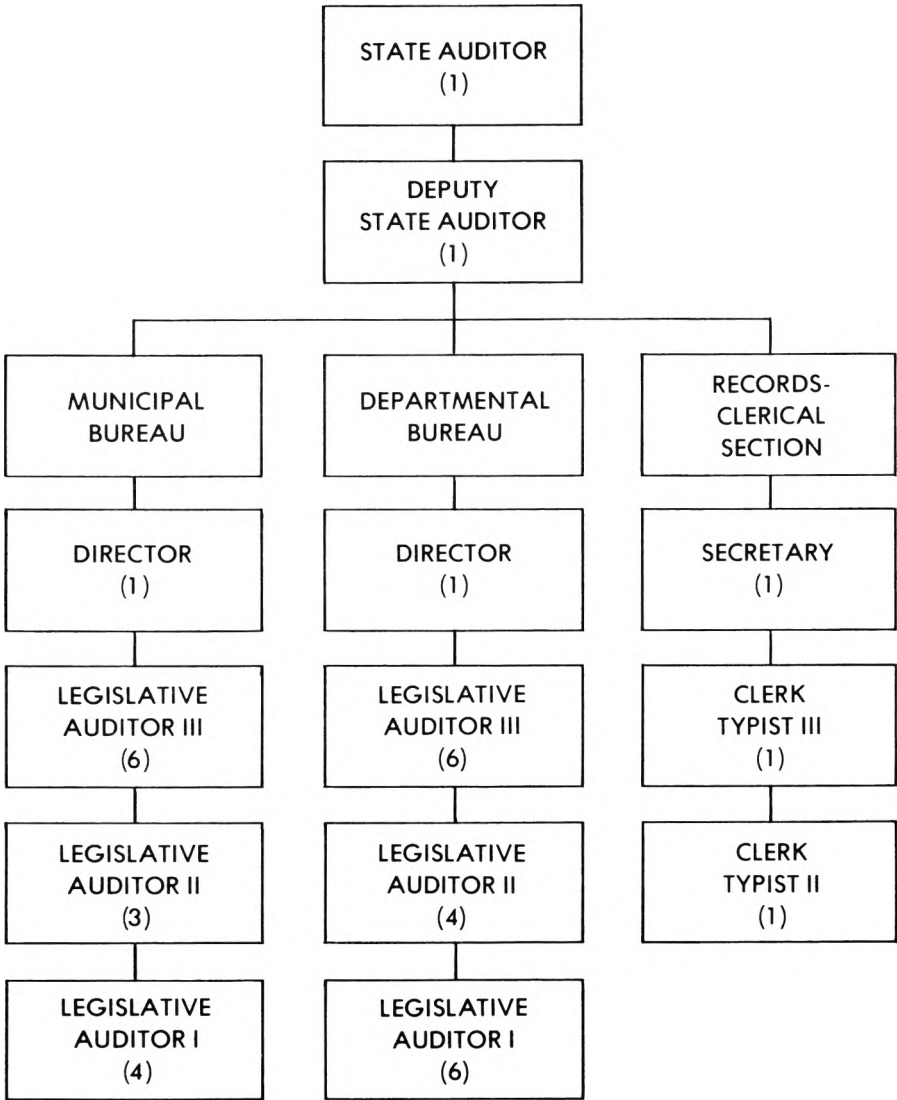 STATE AUDITOR
(1)
DEPUTY
STATE AUDITOR
(1)
MUNICIPAL
BUREAU
DEPARTMENTAL
BUREAU
RECORDS-
CLERICAL
SECTION
DIRECTOR
(1)
DIRECTOR
(1)
SECRETARY
(1)
LEGISLATIVE
AUDITOR III
(6)
LEGISLATIVE
AUDITOR III
(6)
CLERK
TYPIST III
(1)
LEGISLATIVE
AUDITOR II
(3)
LEGISLATIVE
AUDITOR II
(4)
CLERK
TYPIST II
(1)
LEGISLATIVE
AUDITOR I
(4)
LEGISLATIVE
AUDITOR I
(6)